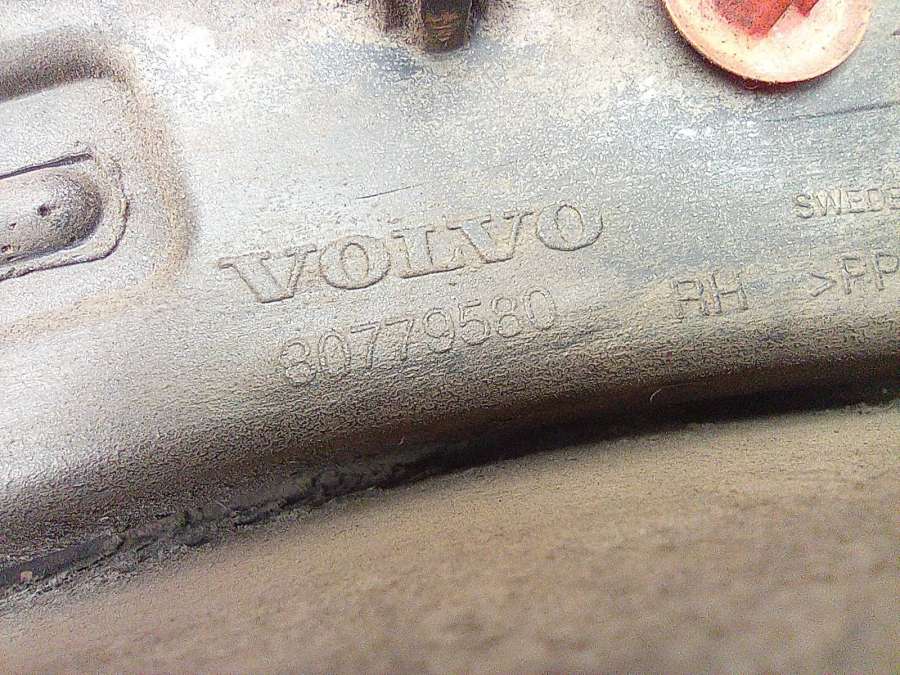 VOLVO
30779580
RH
SWEDE
>PP